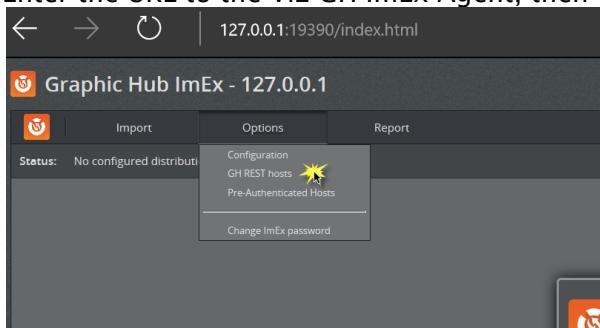 Enter the URL to the Viz GH ImEx Agent, then
127.0.0.1:19390/index.html
Graphic Hub ImEx - 127.0.0.1
Import Options Report
Status: No configured distributi
Configuration
GH REST hosts
Pre-Authenticated Hosts
Change ImEx password